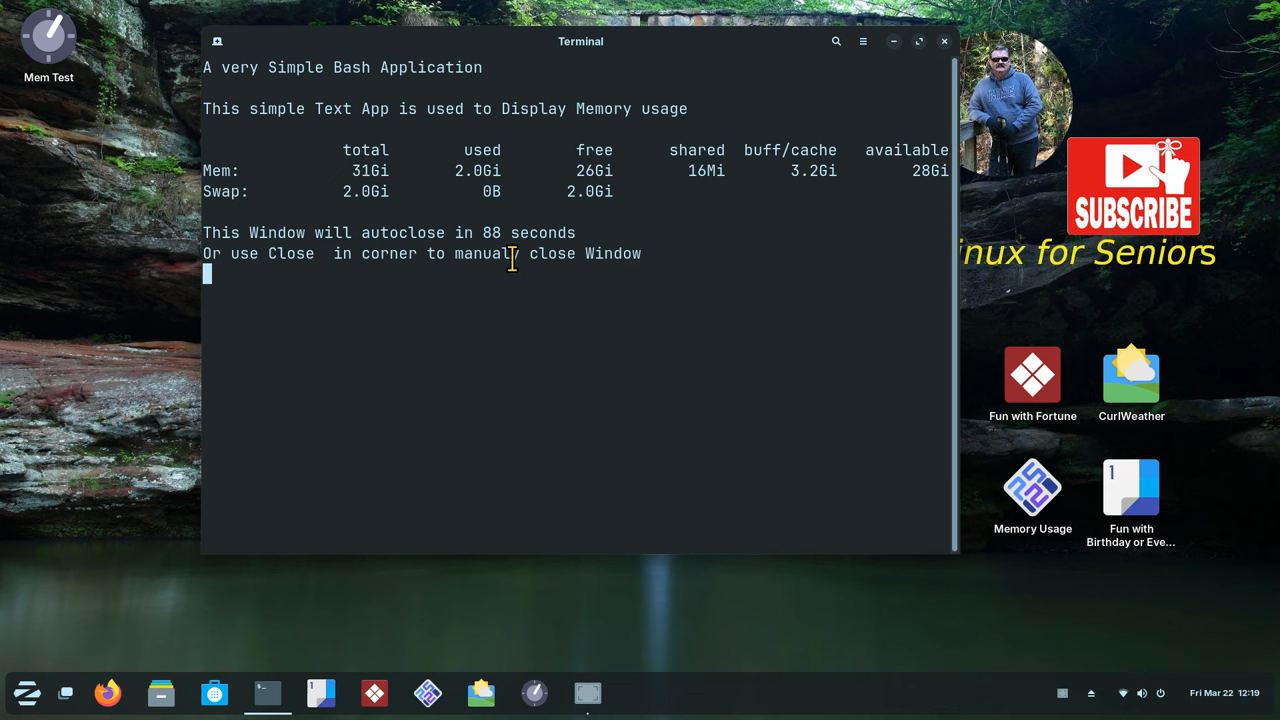 Mem Test
Terminal
A very Simple Bash Application
This simple Text App is used to Display Memory usage
total used free shared buff/cache available
Mem: 31Gi 2.0Gi 26Gi 16Mi 3.2Gi 28Gi
Swap: 2.0Gi 0B 2.0Gi
This Window will autoclose in 88 seconds
Or use Close  in corner to manualy close Window
SUBSCRIBE
inux for Seniors
Fun with Fortune
CurlWeather
Memory Usage
1
Fun with
Birthday or Eve...
1
Fri Mar 22 12:19